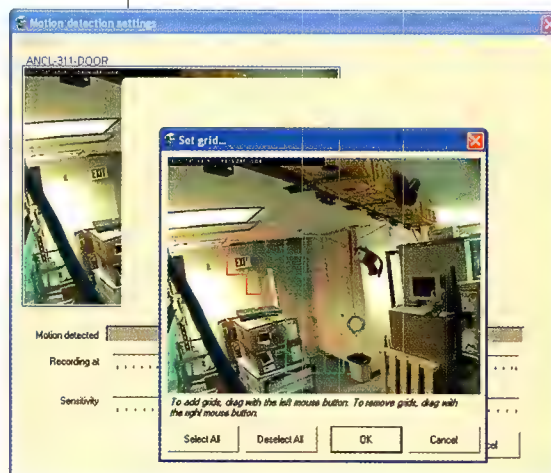 Motion detection settings
ANCL-311-DOOR
Set grid...
EXIT
EXIT
Motion detected
Recording at
Sensitivity
To add grids, drag with the left mouse button. To remove grids, drag with
the right mouse button.
Select All
Deselect All
OK
Cancel
cel